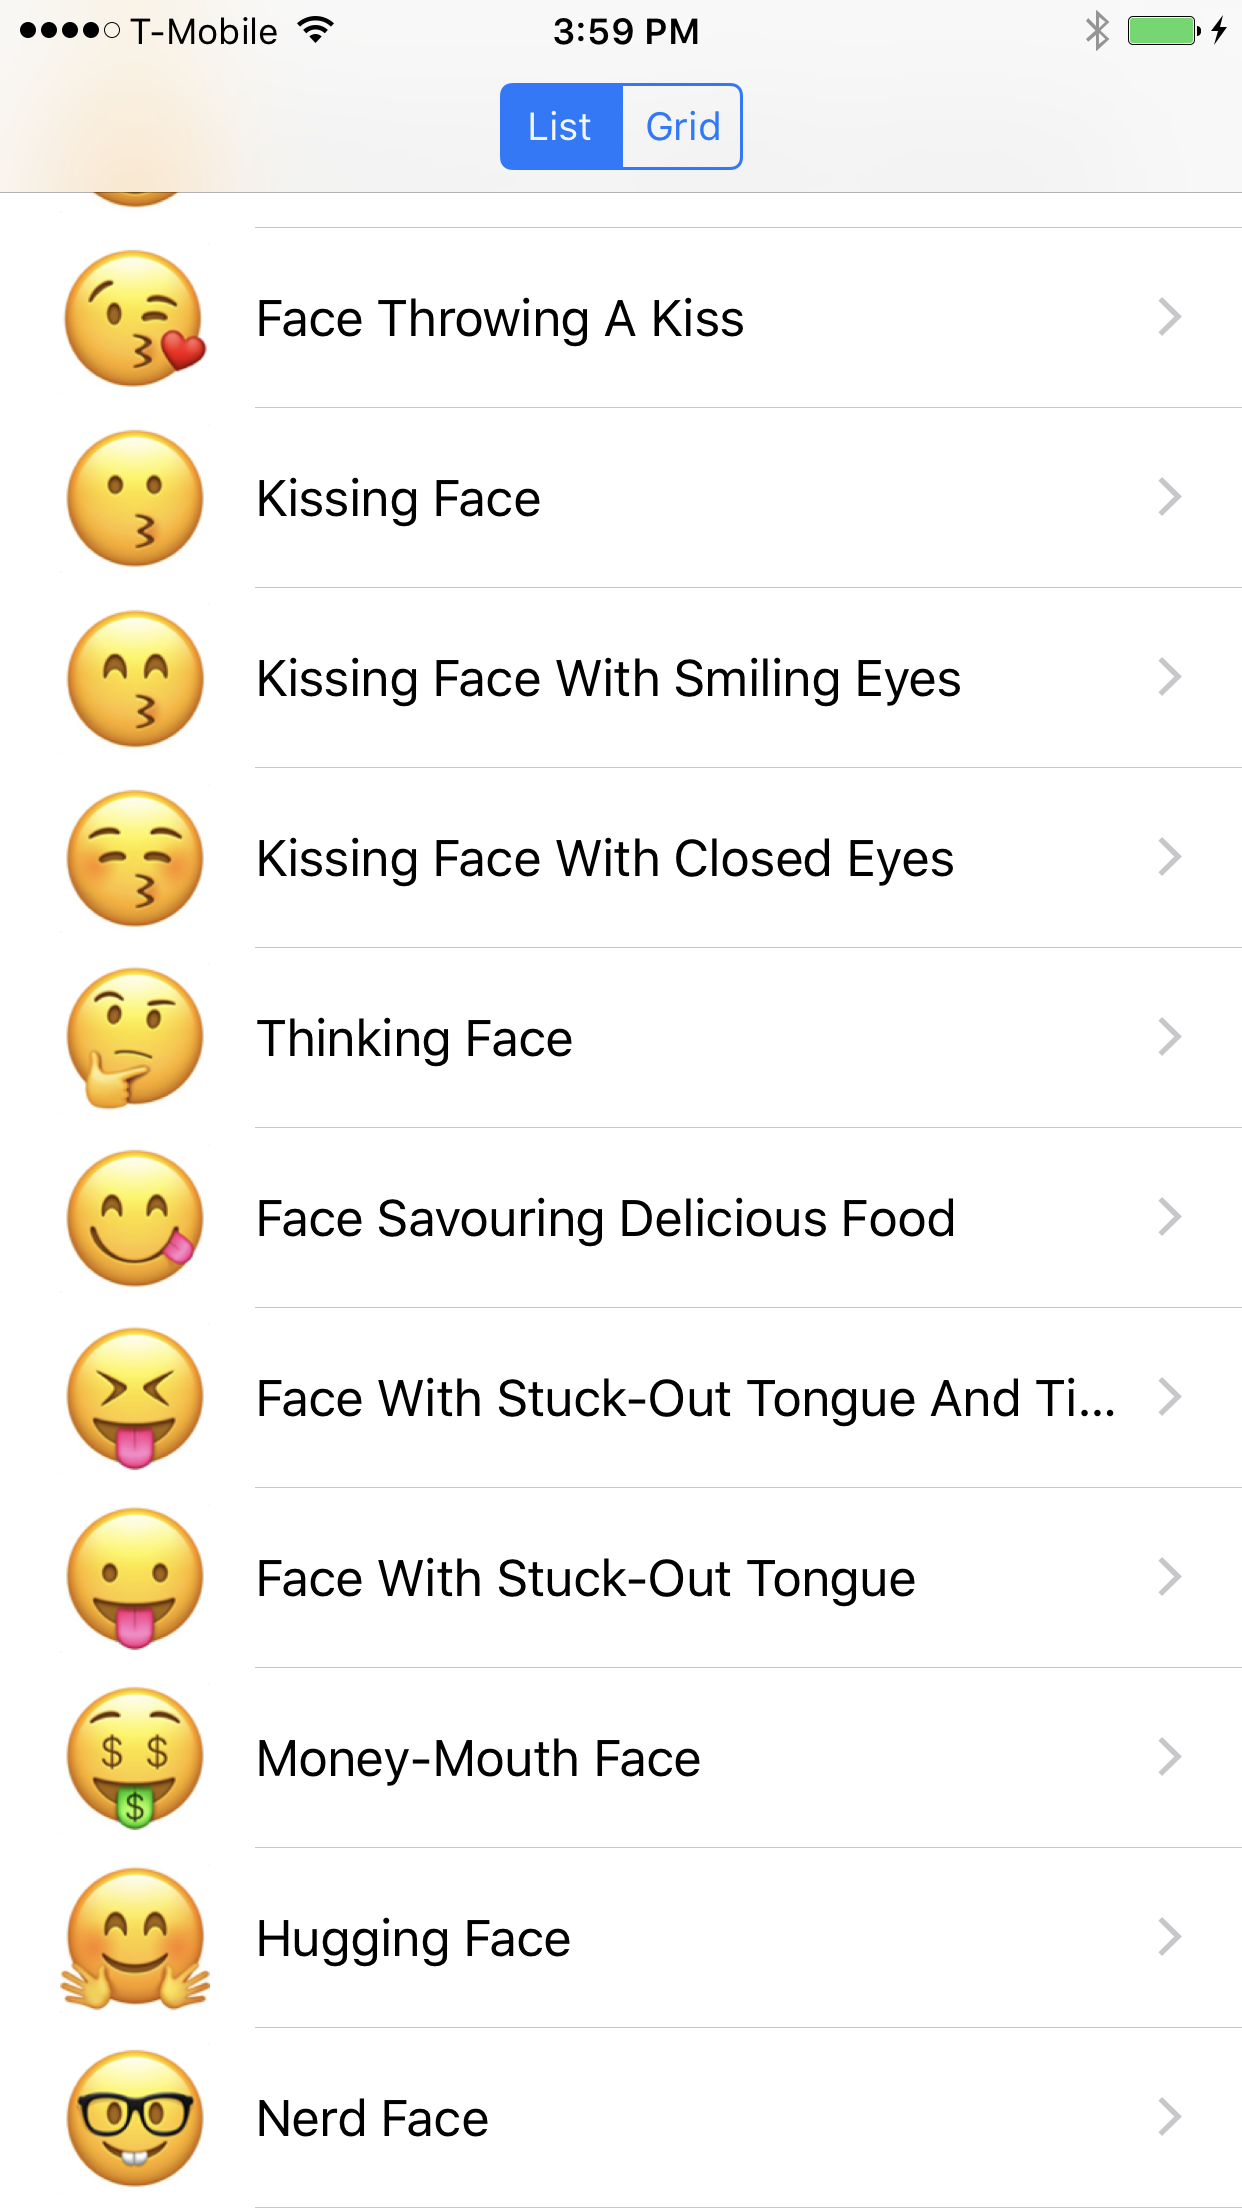 T-Mobile 3:59 PM
List Grid
Face Throwing A Kiss
Kissing Face
Kissing Face With Smiling Eyes
Kissing Face With Closed Eyes
Thinking Face
Face Savouring Delicious Food
Face With Stuck-Out Tongue And Ti...
Face With Stuck-Out Tongue
$ $
$
Money-Mouth Face
Hugging Face
Nerd Face